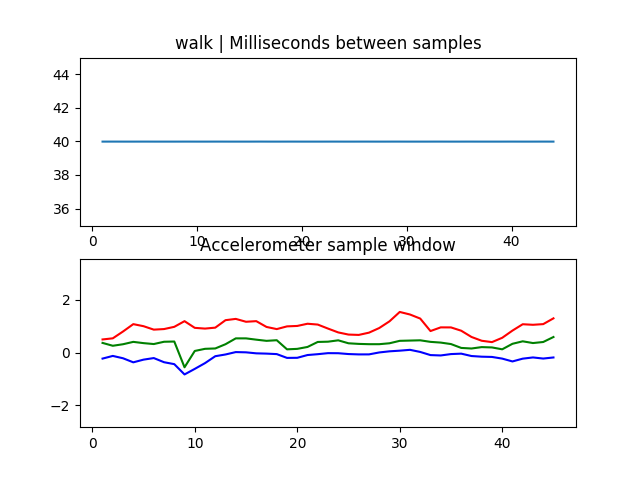 walk | Milliseconds between samples
44
42
40
38
36
0 10 20 30 40
Accelerometer sample window
2
0
−2
0 10 20 30 40